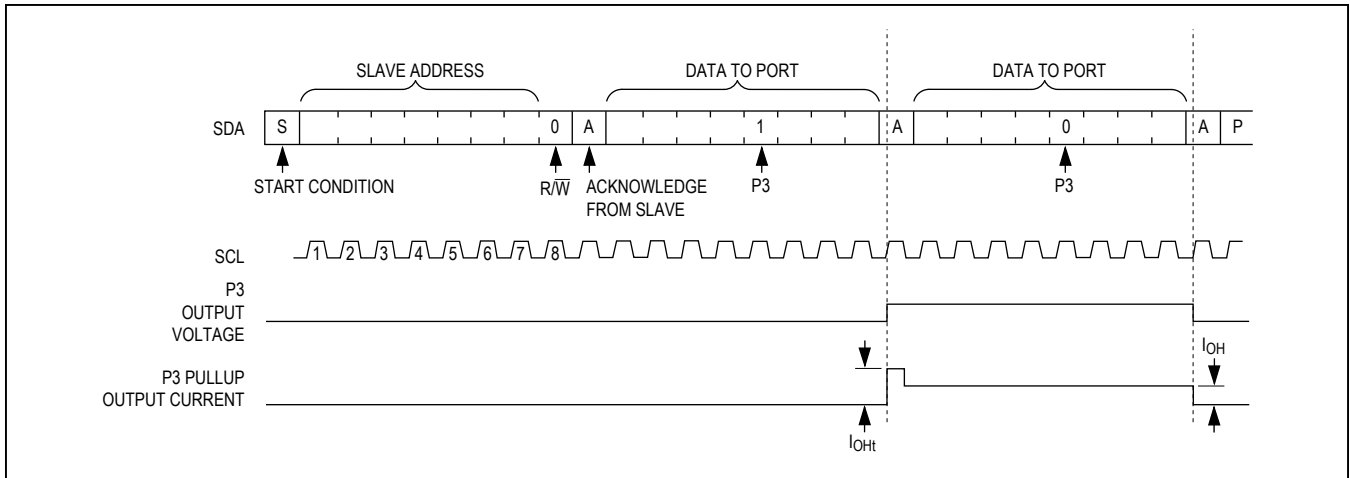 SLAVE ADDRESS DATA TO PORT DATA TO PORT
SDA S 0 A 1 A 0 A P
START CONDITION R/W̅ ACKNOWLEDGE FROM SLAVE P3 P3
SCL 1 2 3 4 5 6 7 8
P3
OUTPUT
VOLTAGE
IOH
P3 PULLUP
OUTPUT CURRENT
IOHt